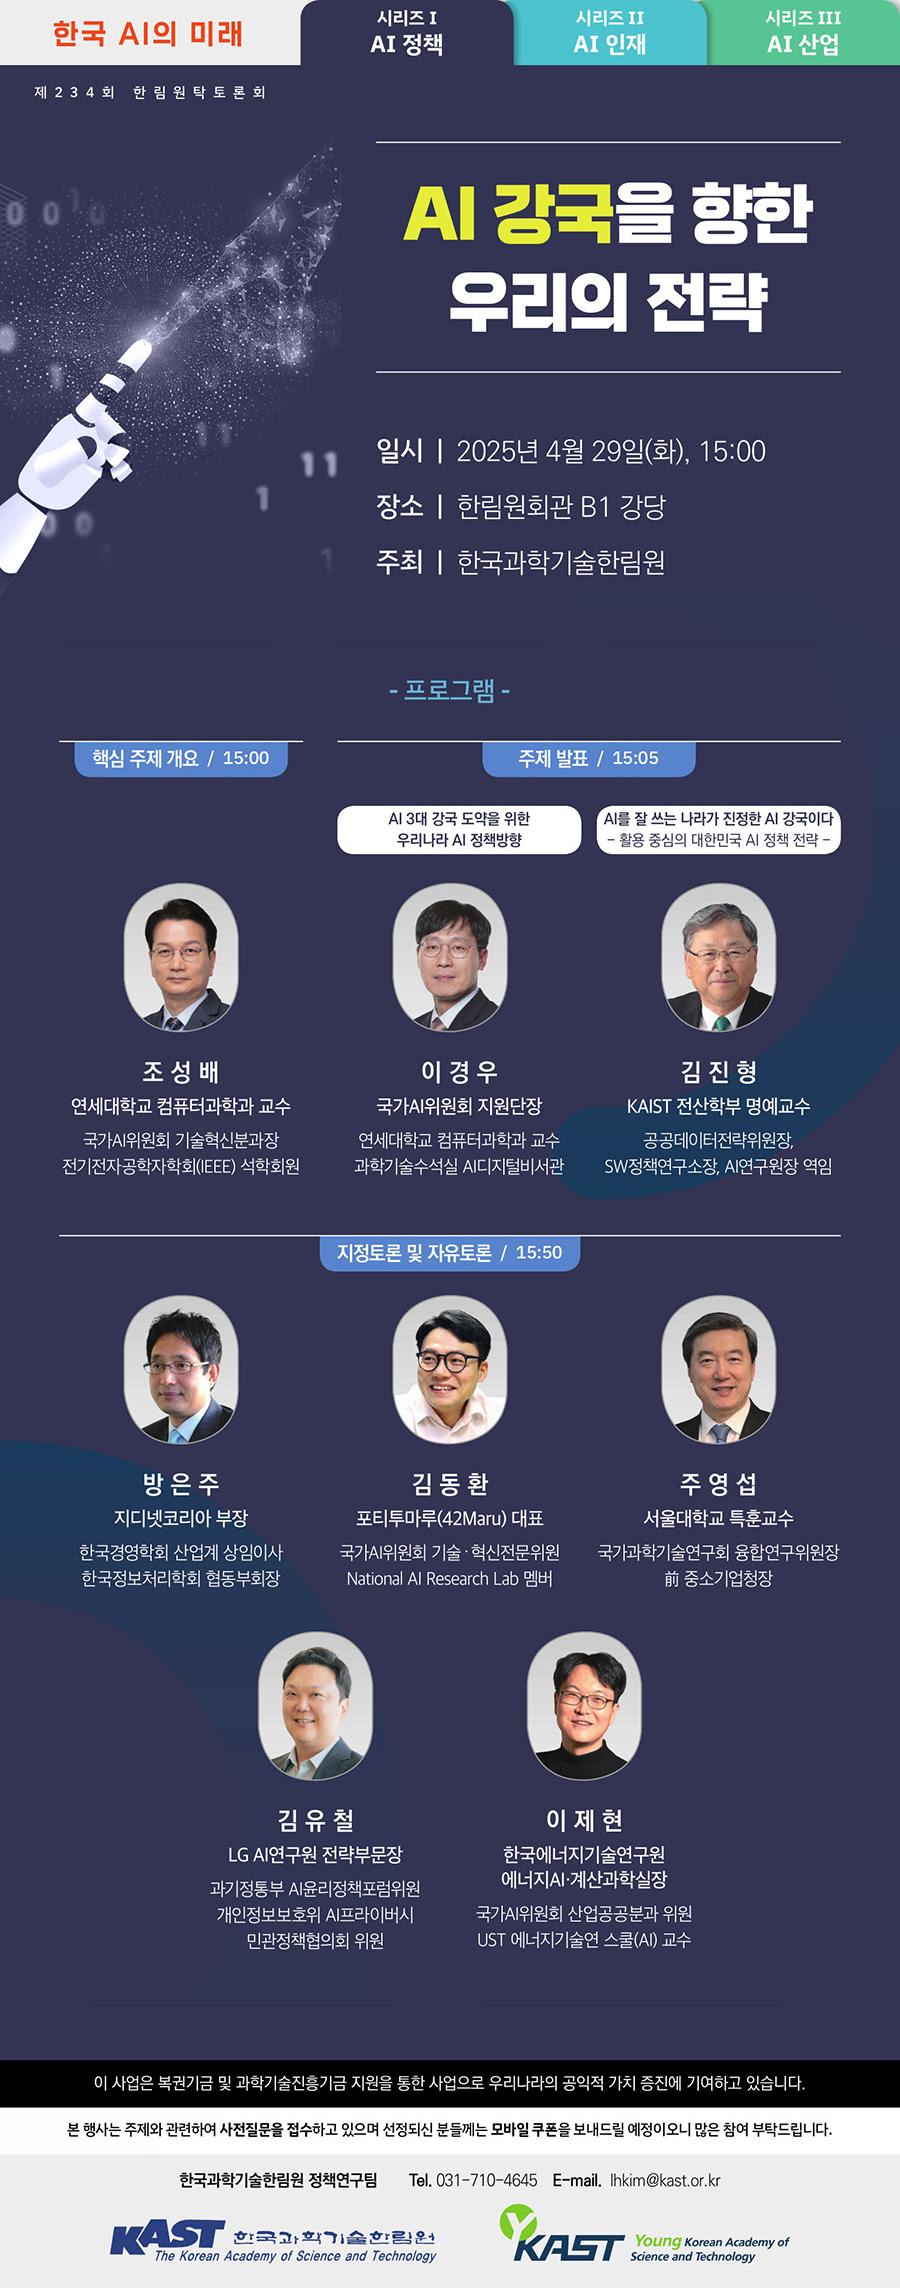 한국 AI의 미래
시리즈 I
AI 정책
시리즈 II
AI 인재
시리즈 III
AI 산업
제234회 한림원탁토론회
AI 강국을 향한
우리의 전략
일시 | 2025년 4월 29일(화), 15:00
장소 | 한림원회관 B1 강당
주최 | 한국과학기술한림원
- 프로그램 -
핵심 주제 개요 / 15:00
주제 발표 / 15:05
AI 3대 강국 도약을 위한
우리나라 AI 정책방향
AI를 잘 쓰는 나라가 진정한 AI 강국이다
- 활용 중심의 대한민국 AI 정책 전략 -
조성배
연세대학교 컴퓨터과학과 교수
국가AI위원회 기술혁신분과장
전기전자공학자학회(IEEE) 석학회원
이경우
국가AI위원회 지원단장
연세대학교 컴퓨터과학과 교수
과학기술수석실 AI디지털비서관
김진형
KAIST 전산학부 명예교수
공공데이터전략위원장,
SW정책연구소장, AI연구원장 역임
지정토론 및 자유토론 / 15:50
방은주
지디넷코리아 부장
한국경영학회 산업계 상임이사
한국정보처리학회 협동부회장
김동환
포티투마루(42Maru) 대표
국가AI위원회 기술·혁신전문위원
National AI Research Lab 멤버
주영섭
서울대학교 특훈교수
국가과학기술연구회 융합연구위원장
前 중소기업청장
김유철
LG AI연구원 전략부문장
과기정통부 AI윤리정책포럼위원
개인정보보호위 AI프라이버시
민관정책협의회 위원
이제현
한국에너지기술연구원
에너지AI·계산과학실장
국가AI위원회 산업공공분과 위원
UST 에너지기술연 스쿨(AI) 교수
이 사업은 복권기금 및 과학기술진흥기금 지원을 통한 사업으로 우리나라의 공익적 가치 증진에 기여하고 있습니다.
본 행사는 주제와 관련하여 사전질문을 접수하고 있으며 선정되신 분들께는 모바일 쿠폰을 보내드릴 예정이오니 많은 참여 부탁드립니다.
한국과학기술한림원 정책연구팀 Tel. 031-710-4645 E-mail. lhkim@kast.or.kr
KAST 한국과학기술한림원
The Korean Academy of Science and Technology
YKAST Young Korean Academy of
Science and Technology